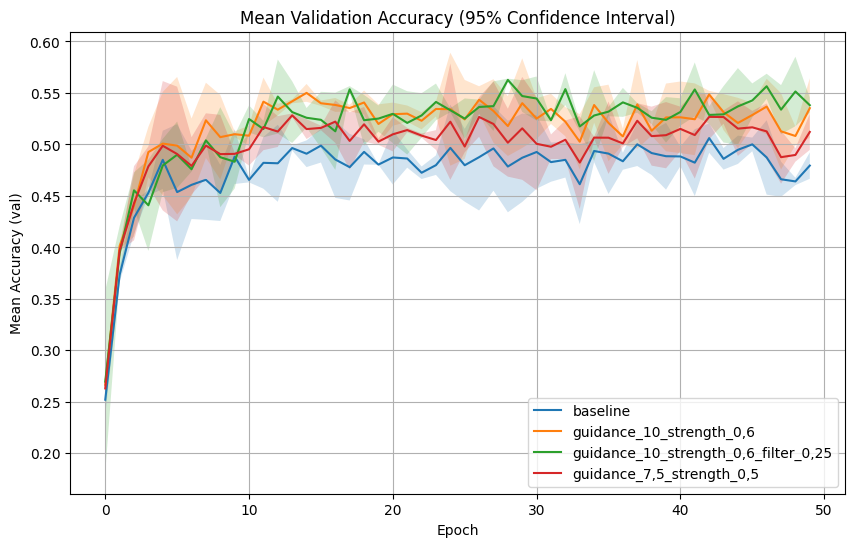 Mean Validation Accuracy (95% Confidence Interval)
0.60
0.55
0.50
0.45
0.40
0.35
0.30
0.25
0.20
Mean Accuracy (val)
baseline
guidance_10_strength_0,6
guidance_10_strength_0,6_filter_0,25
guidance_7,5_strength_0,5
0 10 20 30 40 50
Epoch